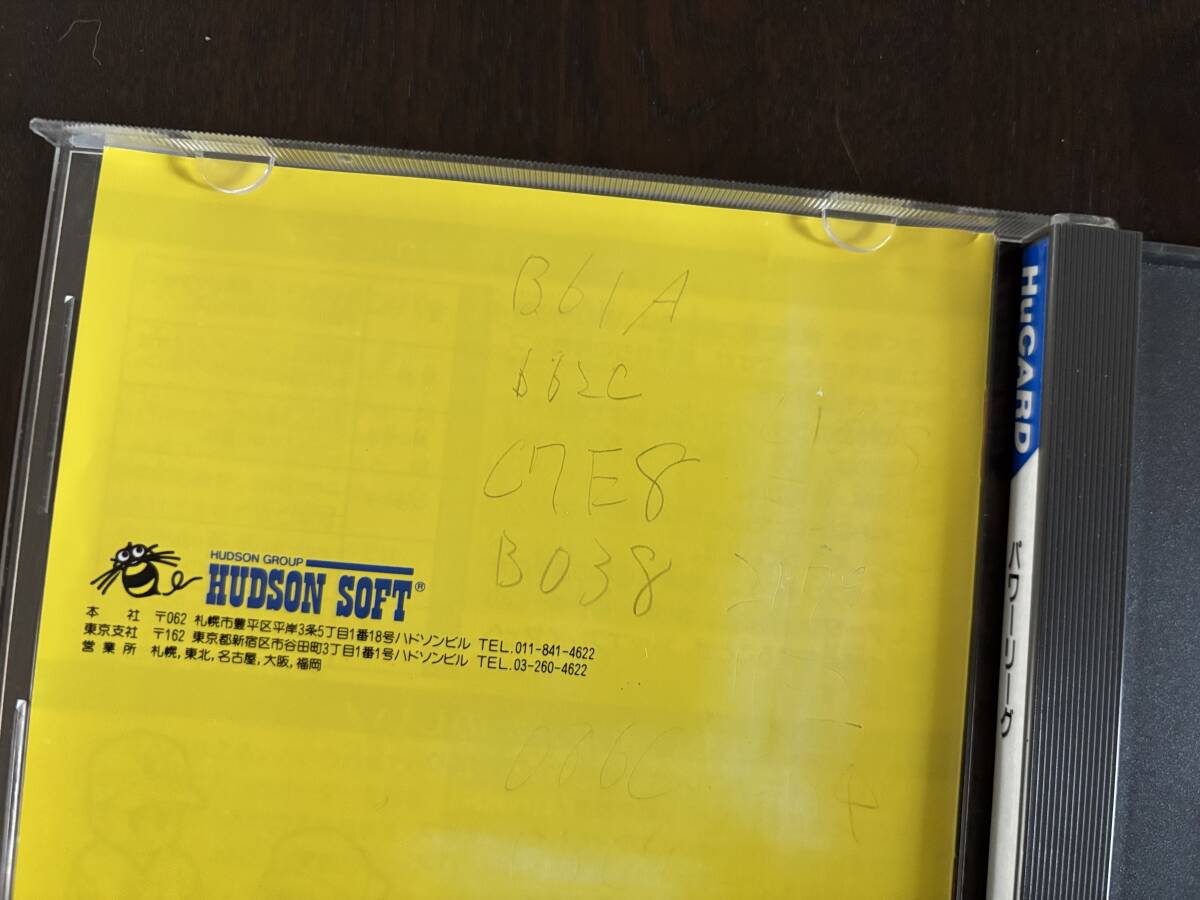 B61A
C7E8
B038
HUDSON GROUP
HUDSON SOFT®
本 社 〒062 札幌市豊平区平岸3条5丁目1番18号ハドソンビル TEL.011-841-4622
東京支社 〒162 東京都新宿区市谷田町3丁目1番1号ハドソンビル TEL.03-260-4622
営業所 札幌,東北,名古屋,大阪,福岡
HuCARD
パワーリーグ